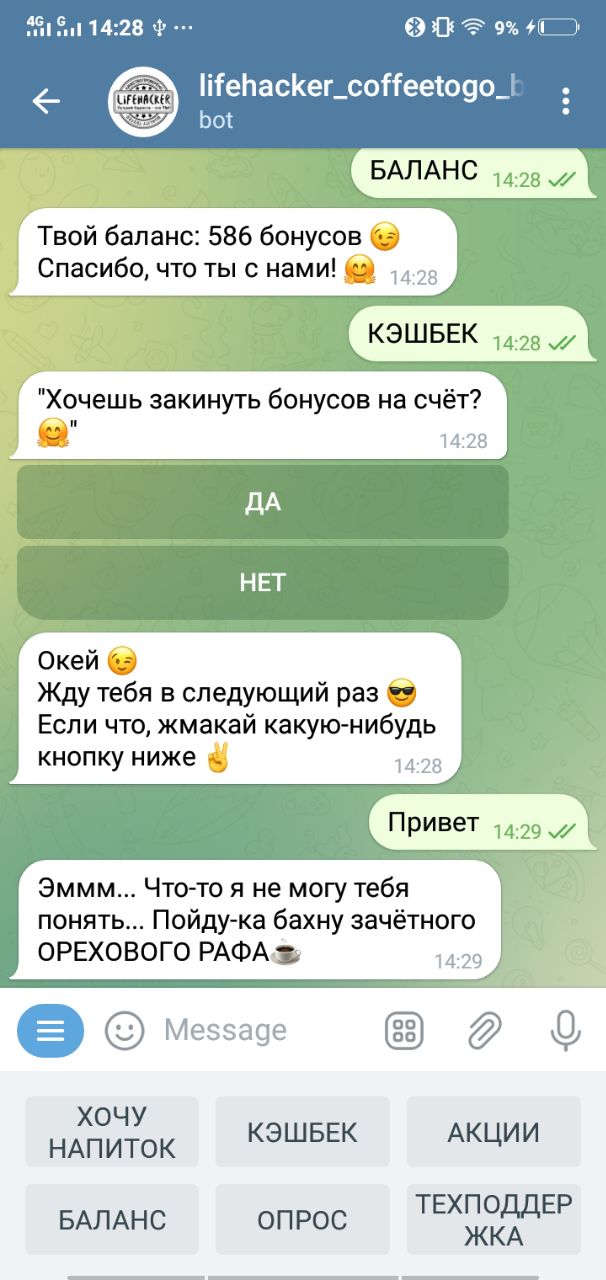 4G G 14:28 9%
lifehacker_coffeetogo_b
bot
LIFEHACKER
БАЛАНС 14:28
Твой баланс: 586 бонусов 😉
Спасибо, что ты с нами! 🤗 14:28
КЭШБЕК 14:28
"Хочешь закинуть бонусов на счёт?
🤗" 14:28
ДА
НЕТ
Окей 😉
Жду тебя в следующий раз 😎
Если что, жмакай какую-нибудь
кнопку ниже ✌ 14:28
Привет 14:29
Эммм... Что-то я не могу тебя
понять... Пойду-ка бахну зачётного
ОРЕХОВОГО РАФА☕ 14:29
Message
ХОЧУ
НАПИТОК
КЭШБЕК
АКЦИИ
БАЛАНС
ОПРОС
ТЕХПОДДЕР
ЖКА